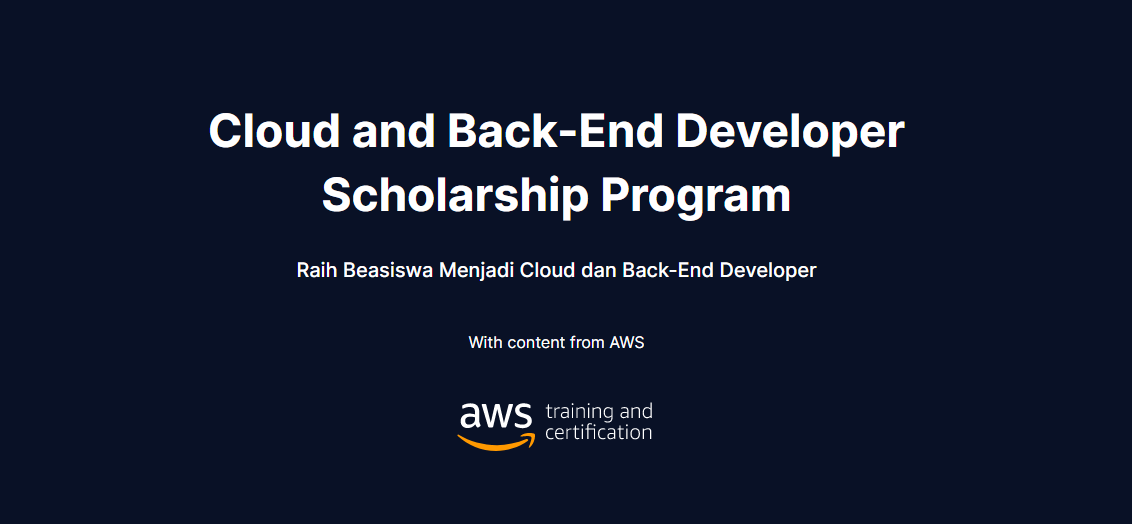 Cloud and Back-End Developer
Scholarship Program
Raih Beasiswa Menjadi Cloud dan Back-End Developer
With content from AWS
aws training and
certification